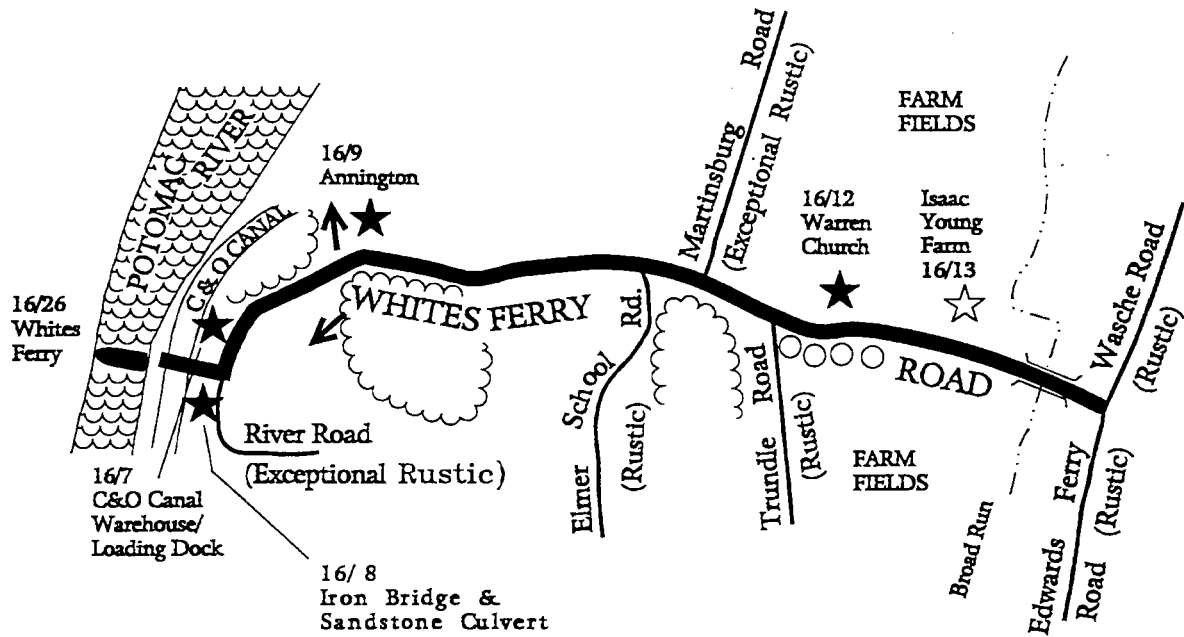 POTOMAC
RIVER
C&O CANAL
16/9
Annington
16/26
Whites
Ferry
Martinsburg Road
(Exceptional Rustic)
FARM
FIELDS
16/12
Warren
Church
Isaac
Young
Farm
16/13
Wasche Road
(Rustic)
WHITES FERRY
ROAD
Elmer School Rd.
(Rustic)
Trundle Road
(Rustic)
FARM
FIELDS
Broad Run
Edwards Ferry
Road (Rustic)
River Road
(Exceptional Rustic)
16/7
C&O Canal
Warehouse/
Loading Dock
16/ 8
Iron Bridge &
Sandstone Culvert